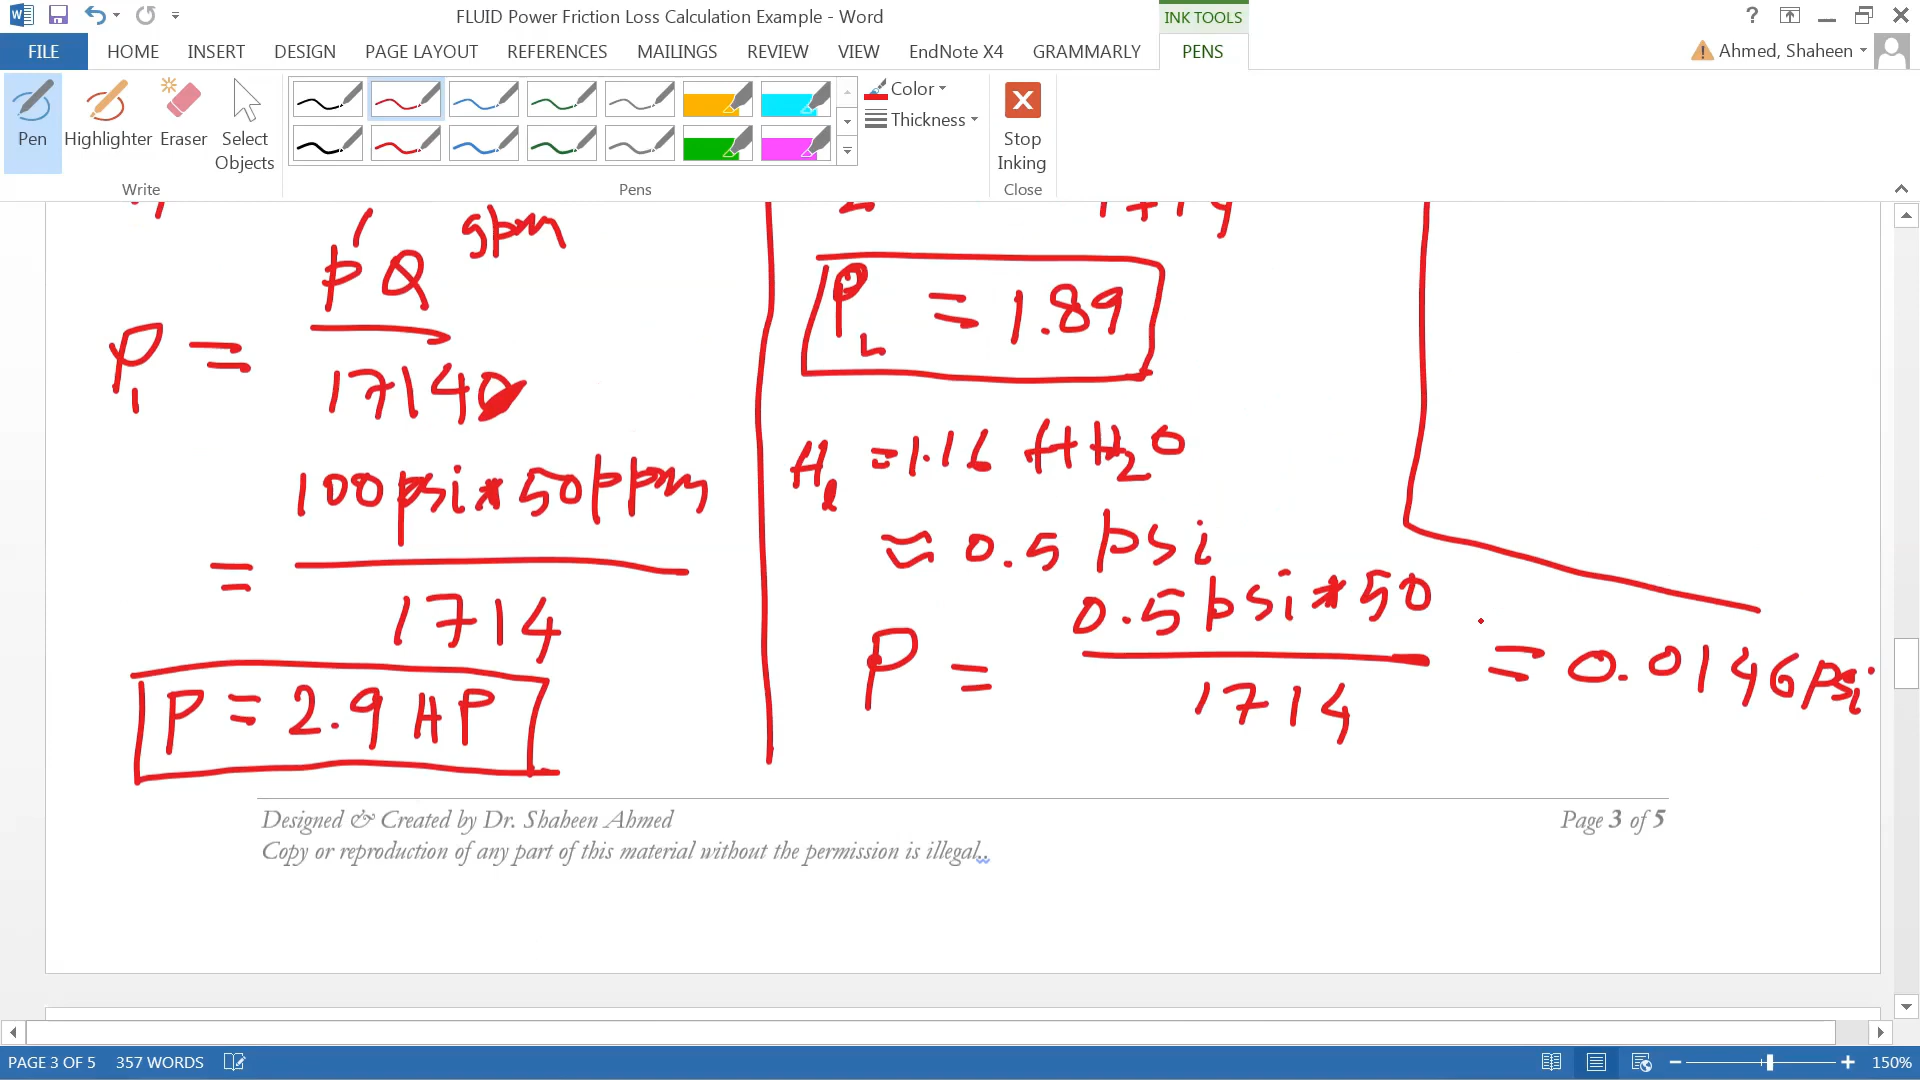 FLUID Power Friction Loss Calculation Example - Word
INK TOOLS
?
FILE HOME INSERT DESIGN PAGE LAYOUT REFERENCES MAILINGS REVIEW VIEW EndNote X4 GRAMMARLY PENS
Ahmed, Shaheen
Pen
Highlighter
Eraser
Select Objects
Write
Pens
Color
Thickness
Stop Inking
Close
gpm
P Q
P1 =
1714
100psi*50ppm
=
1714
P = 2.9 HP
1714
PL = 1.89
Hl = 1.16 ft H2O
≈ 0.5 psi
0.5psi*50
P =
1714
= 0.0146psi
Designed & Created by Dr. Shaheen Ahmed
Page 3 of 5
Copy or reproduction of any part of this material without the permission is illegal..
PAGE 3 OF 5 357 WORDS
150%